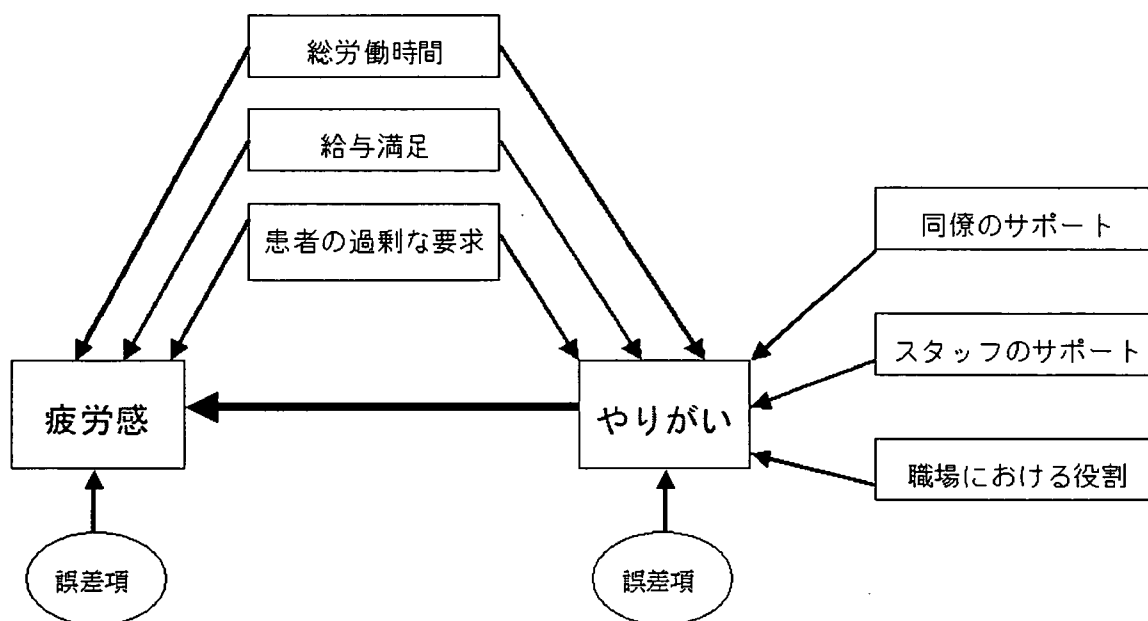 総労働時間
給与満足
患者の過剰な要求
同僚のサポート
スタッフのサポート
疲労感
やりがい
職場における役割
誤差項
誤差項